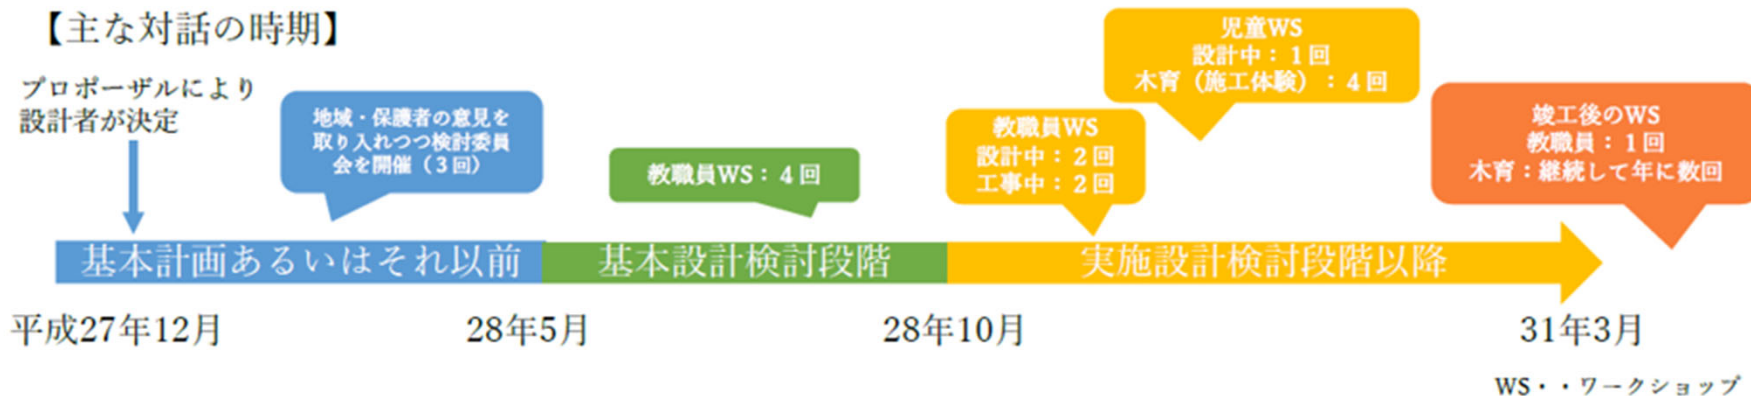 【主な対話の時期】
プロポーザルにより
設計者が決定
地域・保護者の意見を
取り入れつつ検討委員
会を開催（3回）
教職員WS：4回
教職員WS
設計中：2回
工事中：2回
児童WS
設計中：1回
木育（施工体験）：4回
竣工後のWS
教職員：1回
木育：継続して年に数回
基本計画あるいはそれ以前
基本設計検討段階
実施設計検討段階以降
平成27年12月
28年5月
28年10月
31年3月
WS・・ワークショップ